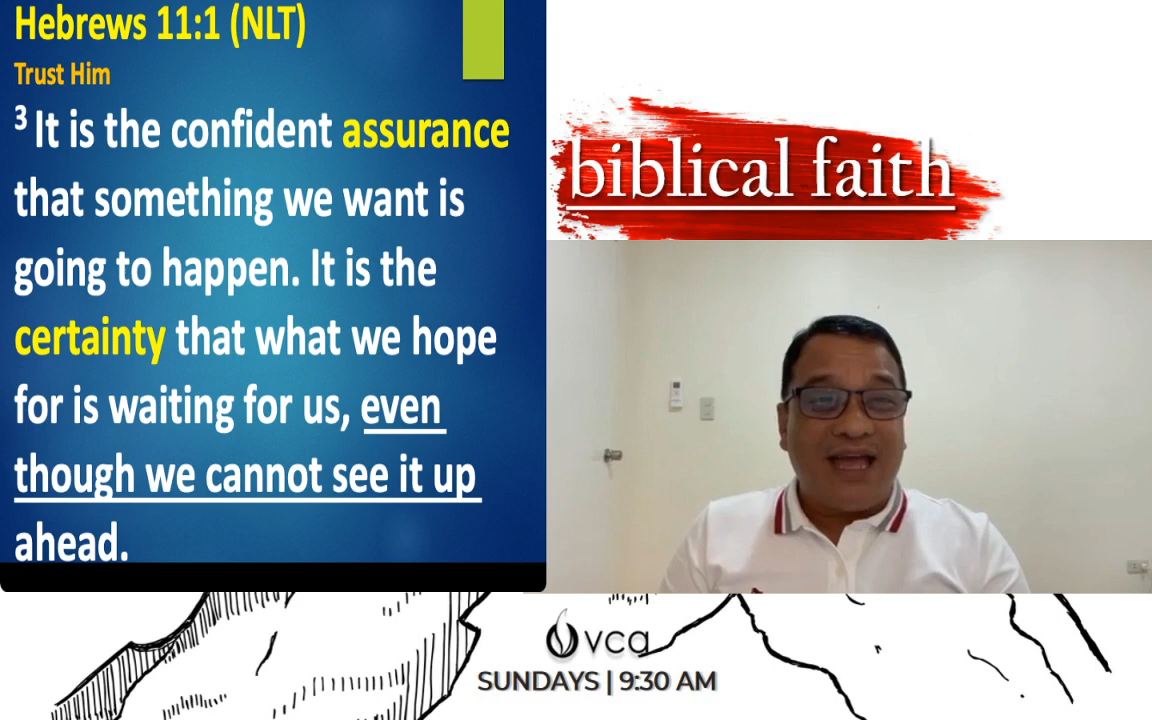 Hebrews 11:1 (NLT)
Trust Him
3 It is the confident assurance
that something we want is
going to happen. It is the
certainty that what we hope
for is waiting for us, even
though we cannot see it up
ahead.
biblical faith
vca
SUNDAYS | 9:30 AM